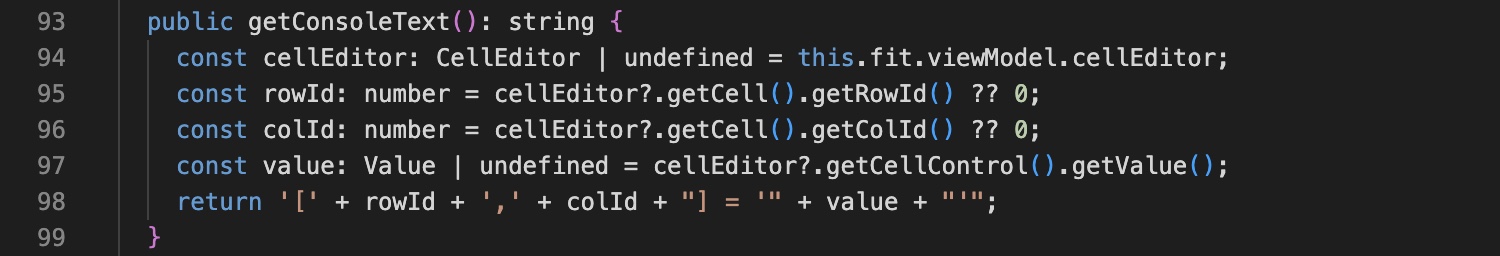 93 public getConsoleText(): string {
94 const cellEditor: CellEditor | undefined = this.fit.viewModel.cellEditor;
95 const rowId: number = cellEditor?.getCell().getRowId() ?? 0;
96 const colId: number = cellEditor?.getCell().getColId() ?? 0;
97 const value: Value | undefined = cellEditor?.getCellControl().getValue();
98 return '[' + rowId + ',' + colId + "] = '" + value + "'";
99 }